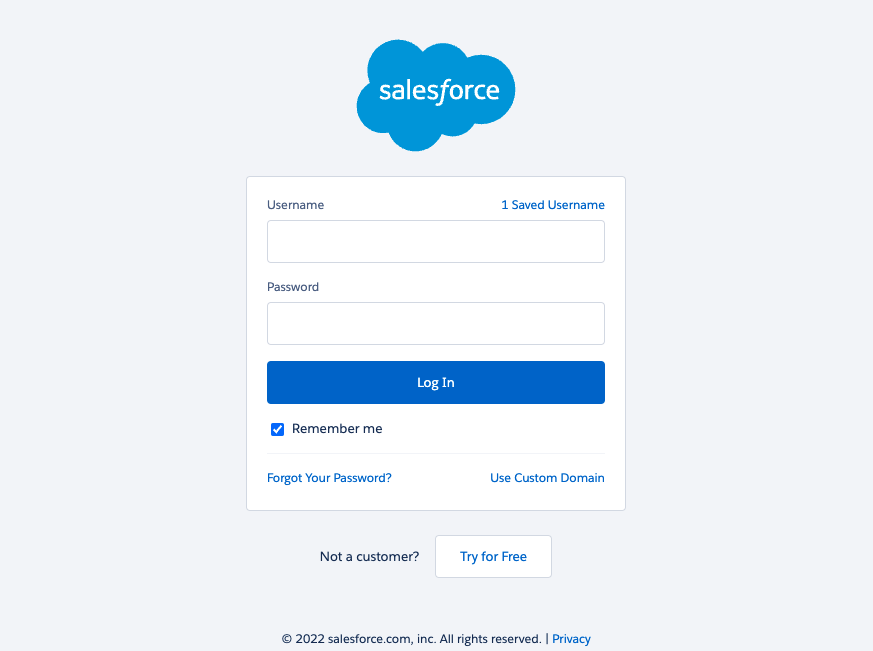 salesforce
Username 1 Saved Username
Password
Log In
Remember me
Forgot Your Password? Use Custom Domain
Not a customer? Try for Free
© 2022 salesforce.com, inc. All rights reserved. | Privacy